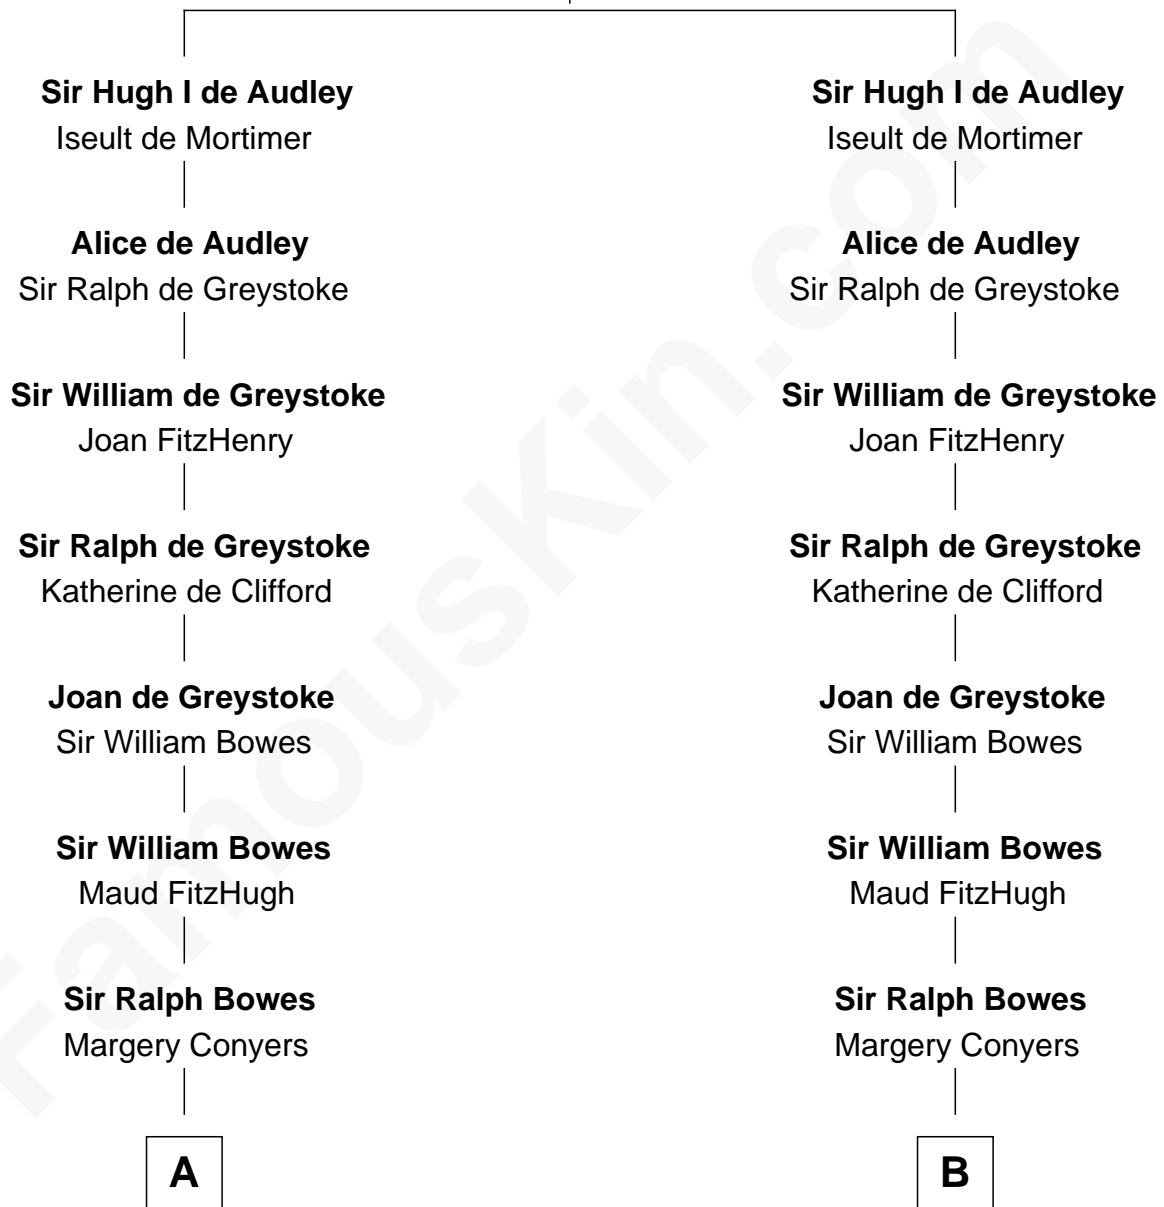 Sir Hugh I de Audley
Iseult de Mortimer
Alice de Audley
Sir Ralph de Greystoke
Sir William de Greystoke
Joan FitzHenry
Sir Ralph de Greystoke
Katherine de Clifford
Joan de Greystoke
Sir William Bowes
Sir William Bowes
Maud FitzHugh
Sir Ralph Bowes
Margery Conyers
A
Sir Hugh I de Audley
Iseult de Mortimer
Alice de Audley
Sir Ralph de Greystoke
Sir William de Greystoke
Joan FitzHenry
Sir Ralph de Greystoke
Katherine de Clifford
Joan de Greystoke
Sir William Bowes
Sir William Bowes
Maud FitzHugh
Sir Ralph Bowes
Margery Conyers
B
FamousKin.com